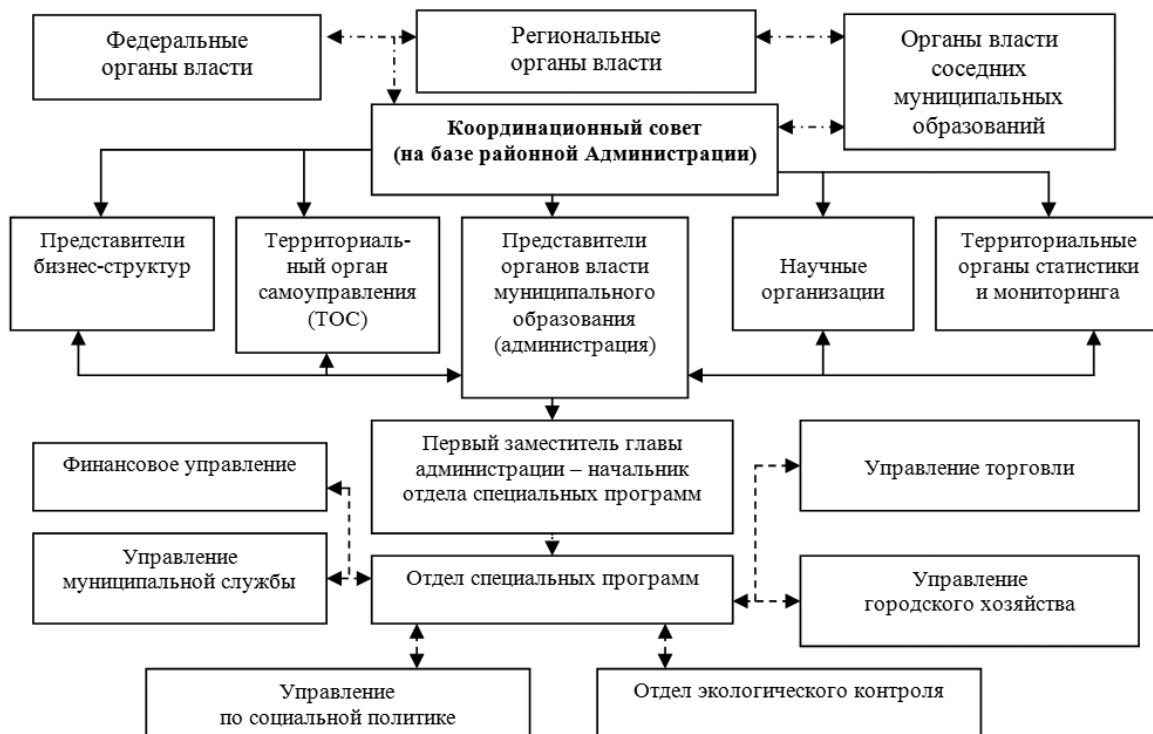 Федеральные
органы власти
Региональные
органы власти
Органы власти
соседних
муниципальных
образований
Координационный совет
(на базе районной Администрации)
Представители
бизнес-структур
Территориаль-
ный орган
самоуправления
(ТОС)
Представители
органов власти
муниципального
образования
(администрация)
Научные
организации
Территориальные
органы статистики
и мониторинга
Первый заместитель главы
администрации – начальник
отдела специальных программ
Финансовое управление
Управление торговли
Управление
муниципальной службы
Отдел специальных программ
Управление
городского хозяйства
Управление
по социальной политике
Отдел экологического контроля